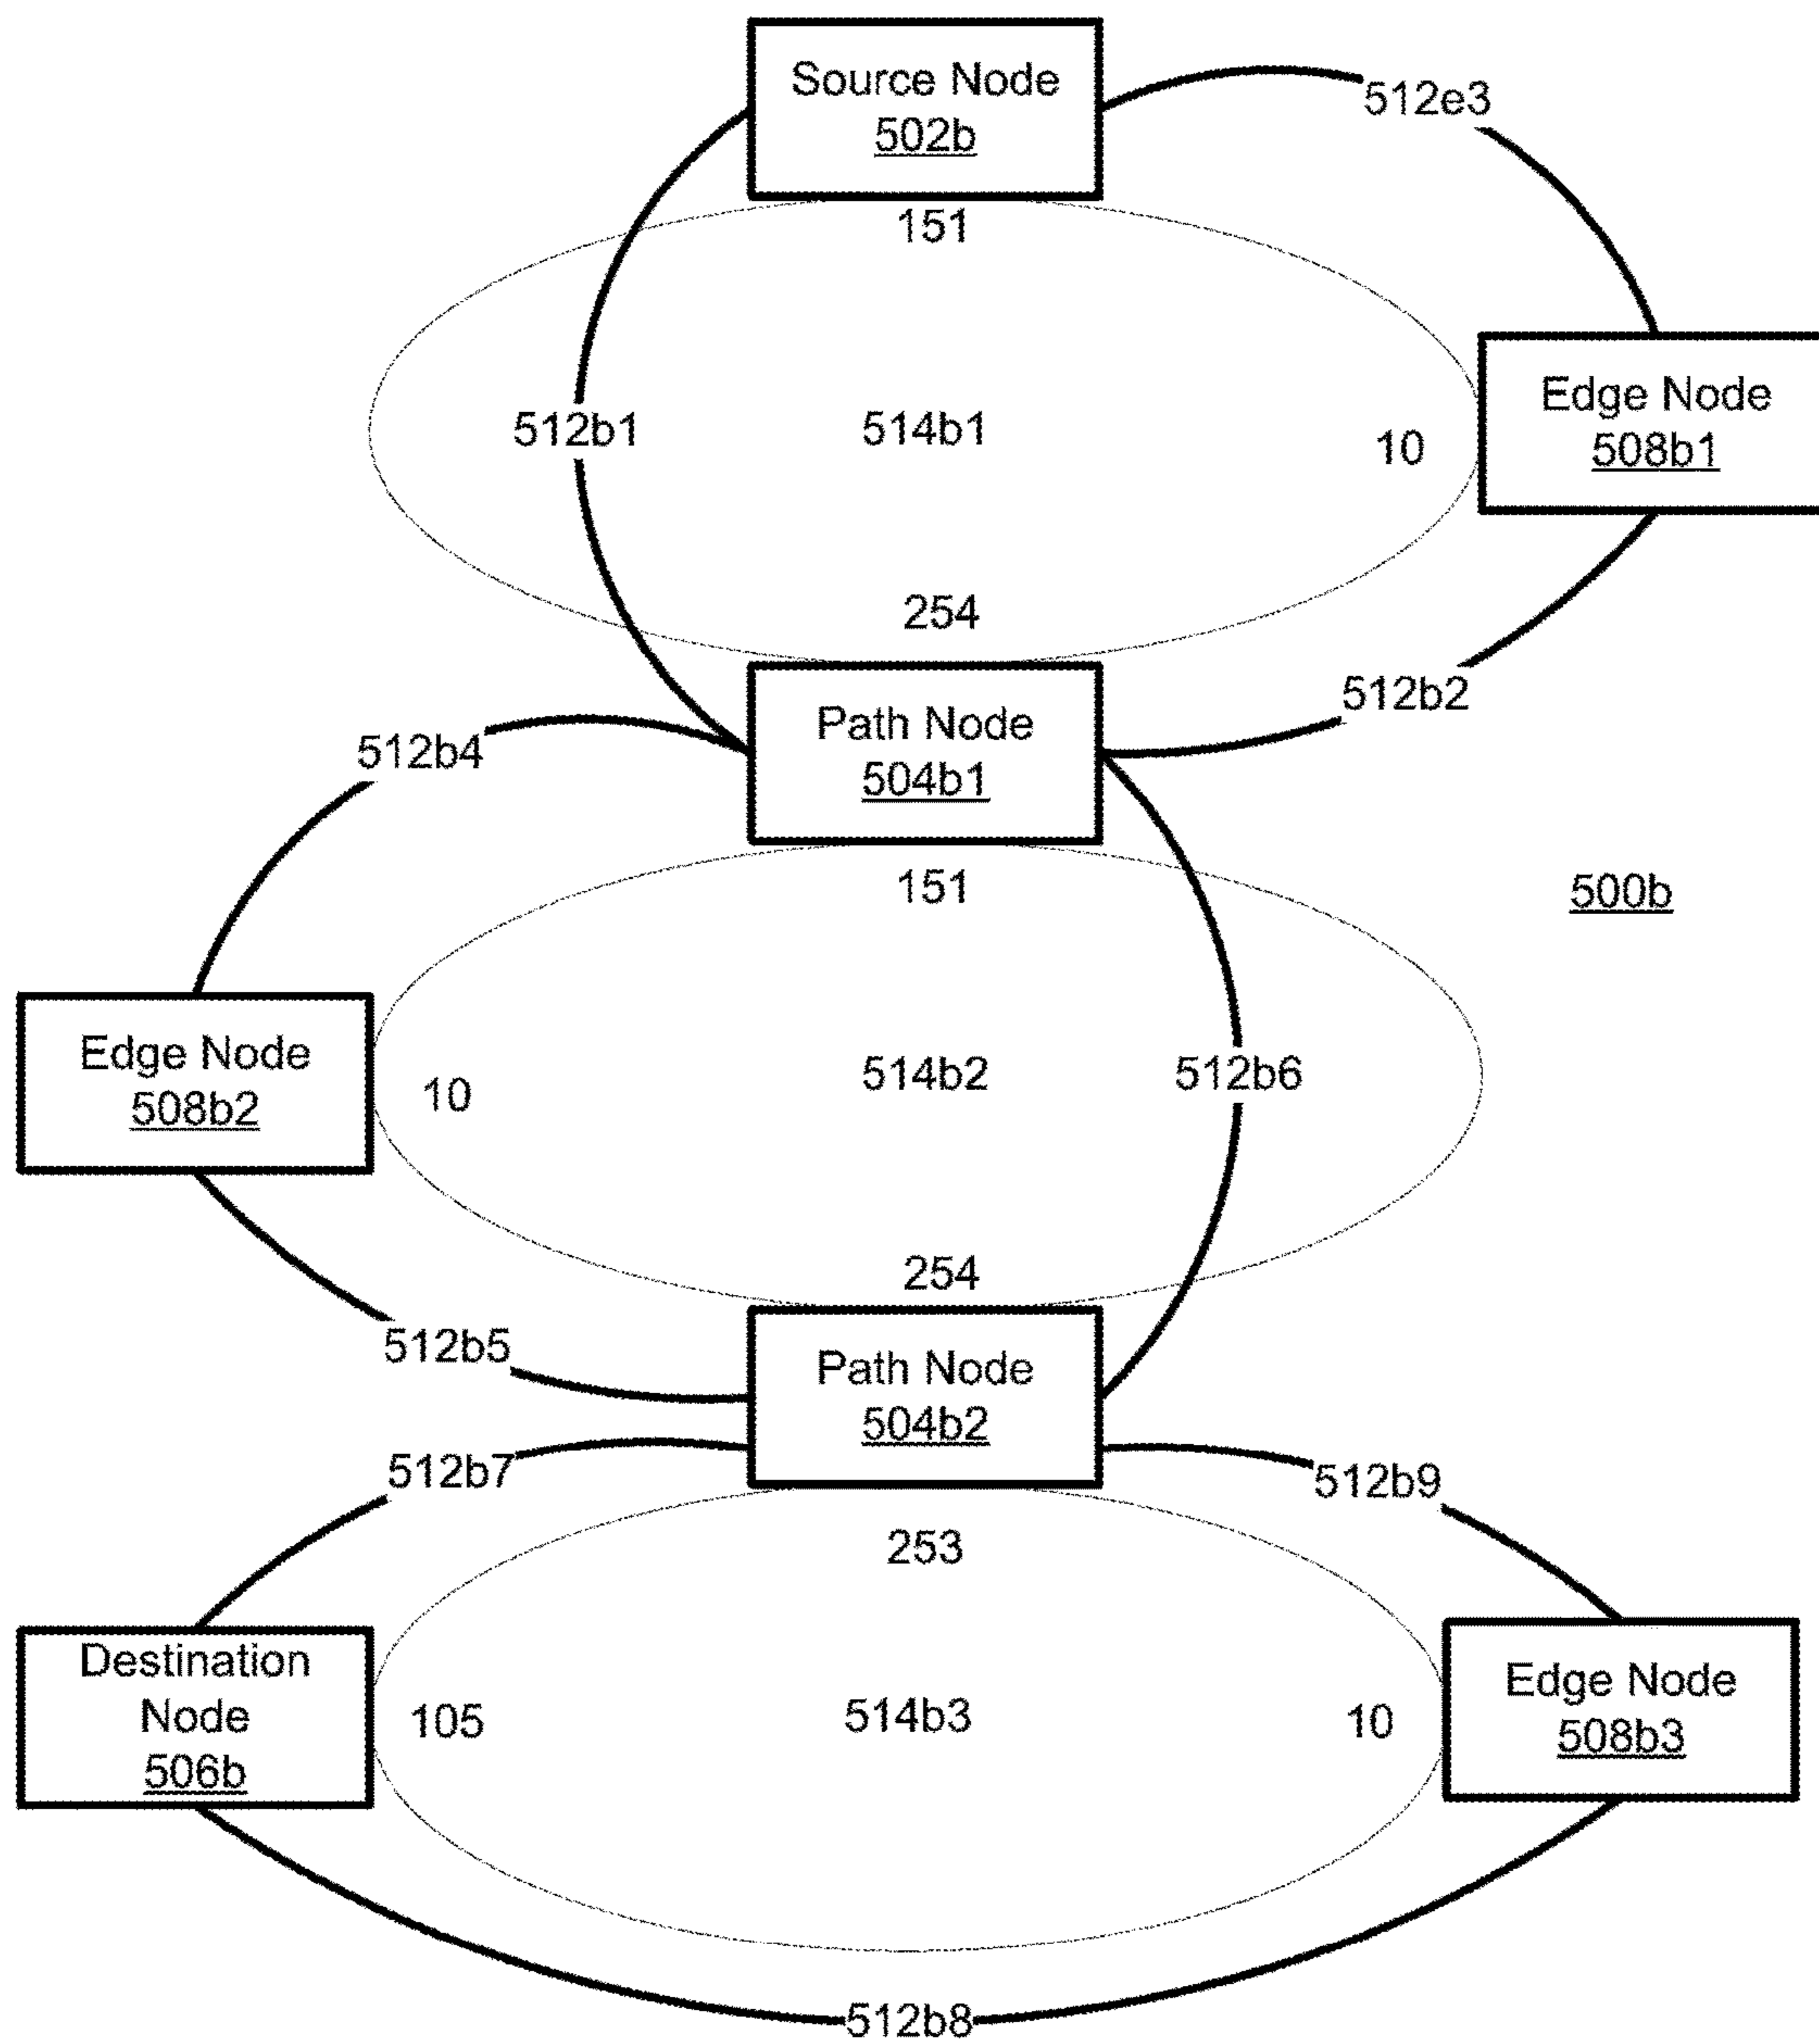 Source Node
502b
512e3
151
Edge Node
508b1
512b1
514b1
10
254
512b2
Path Node
504b1
512b4
151
500b
Edge Node
508b2
10
514b2
512b6
254
512b5
Path Node
504b2
512b7
512b9
253
Destination
Node
506b
105
514b3
10
Edge Node
508b3
512b8